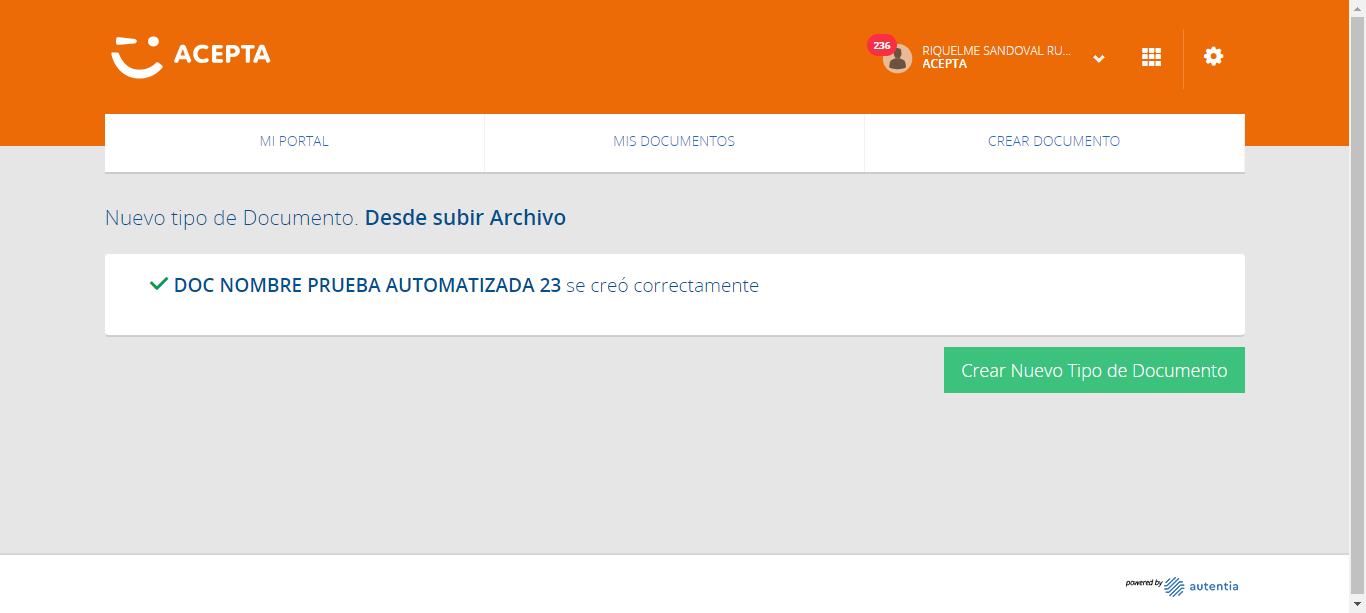 ACEPTA
236
RIQUELME SANDOVAL RU...
ACEPTA
MI PORTAL
MIS DOCUMENTOS
CREAR DOCUMENTO
Nuevo tipo de Documento. Desde subir Archivo
DOC NOMBRE PRUEBA AUTOMATIZADA 23 se creó correctamente
Crear Nuevo Tipo de Documento
powered by autentia